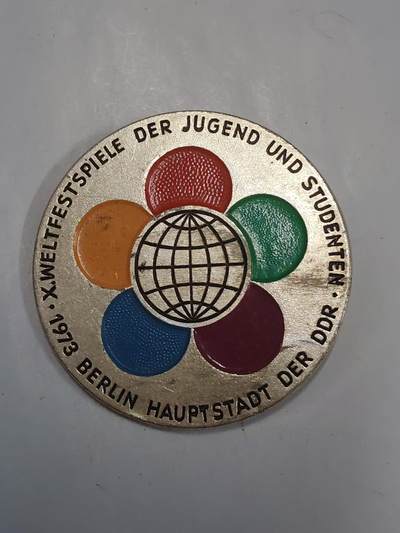 X.WELTFESTSPIELE DER JUGEND UND STUDENTEN
· 1973 BERLIN HAUPTSTADT DER DDR ·